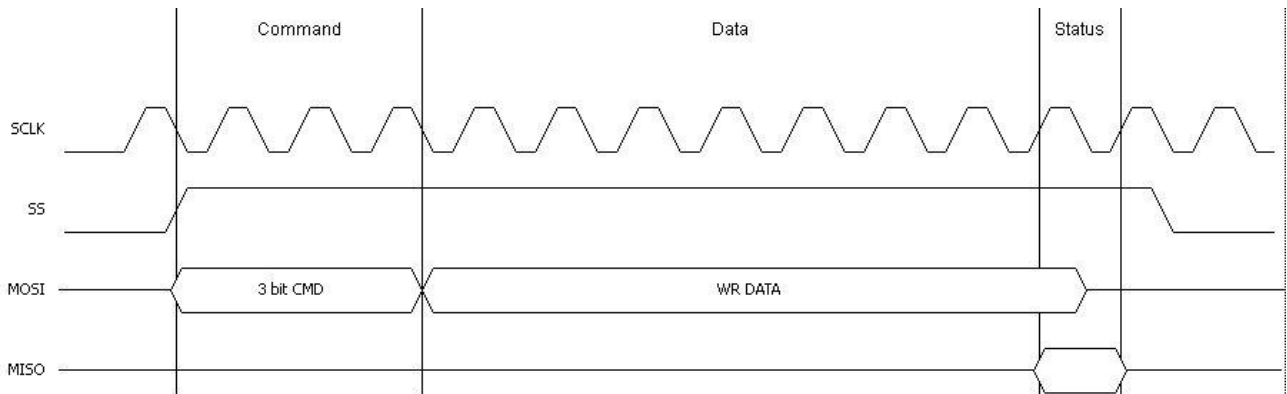 Command Data Status
SCLK
SS
MOSI 3 bit CMD WR DATA
MISO